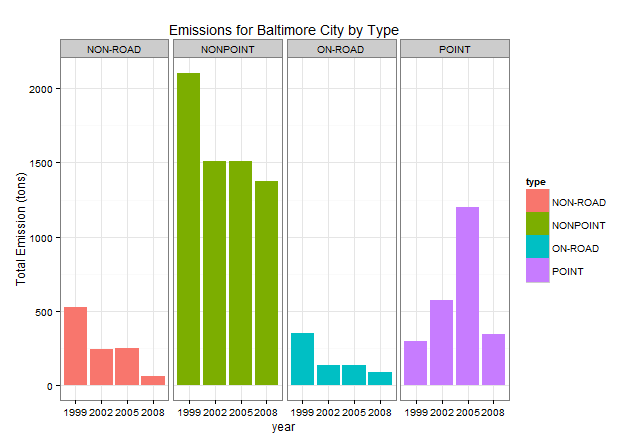 Emissions for Baltimore City by Type
NON-ROAD NONPOINT ON-ROAD POINT
2000
1500
1000
500
0
Total Emission (tons)
1999 2002 2005 2008 1999 2002 2005 2008 1999 2002 2005 2008 1999 2002 2005 2008
year
type
NON-ROAD
NONPOINT
ON-ROAD
POINT